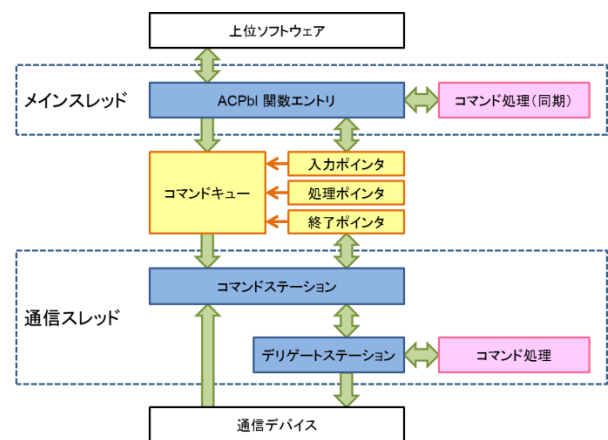 上位ソフトウェア
メインスレッド
ACPbl 関数エントリ
コマンド処理(同期)
コマンドキュー
入力ポインタ
処理ポインタ
終了ポインタ
コマンドステーション
通信スレッド
デリゲートステーション
コマンド処理
通信デバイス